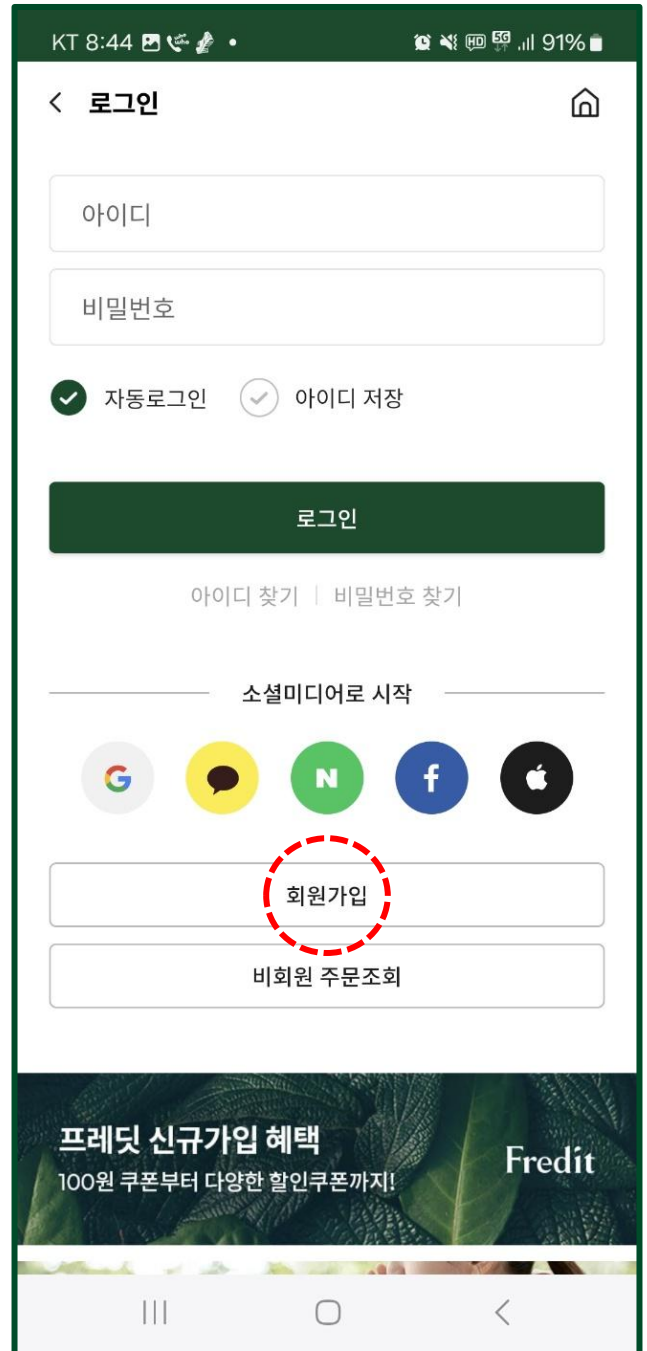 KT 8:44
91%
로그인
아이디
비밀번호
자동로그인 아이디 저장
로그인
아이디 찾기 | 비밀번호 찾기
소셜미디어로 시작
회원가입
비회원 주문조회
프레딧 신규가입 혜택
100원 쿠폰부터 다양한 할인쿠폰까지!
Fredit